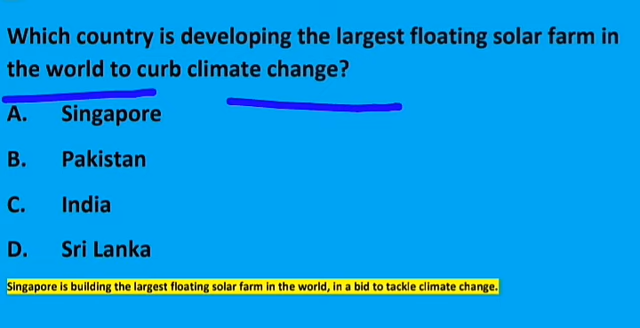 Which country is developing the largest floating solar farm in
the world to curb climate change?
A. Singapore
B. Pakistan
C. India
D. Sri Lanka
Singapore is building the largest floating solar farm in the world, in a bid to tackle climate change.